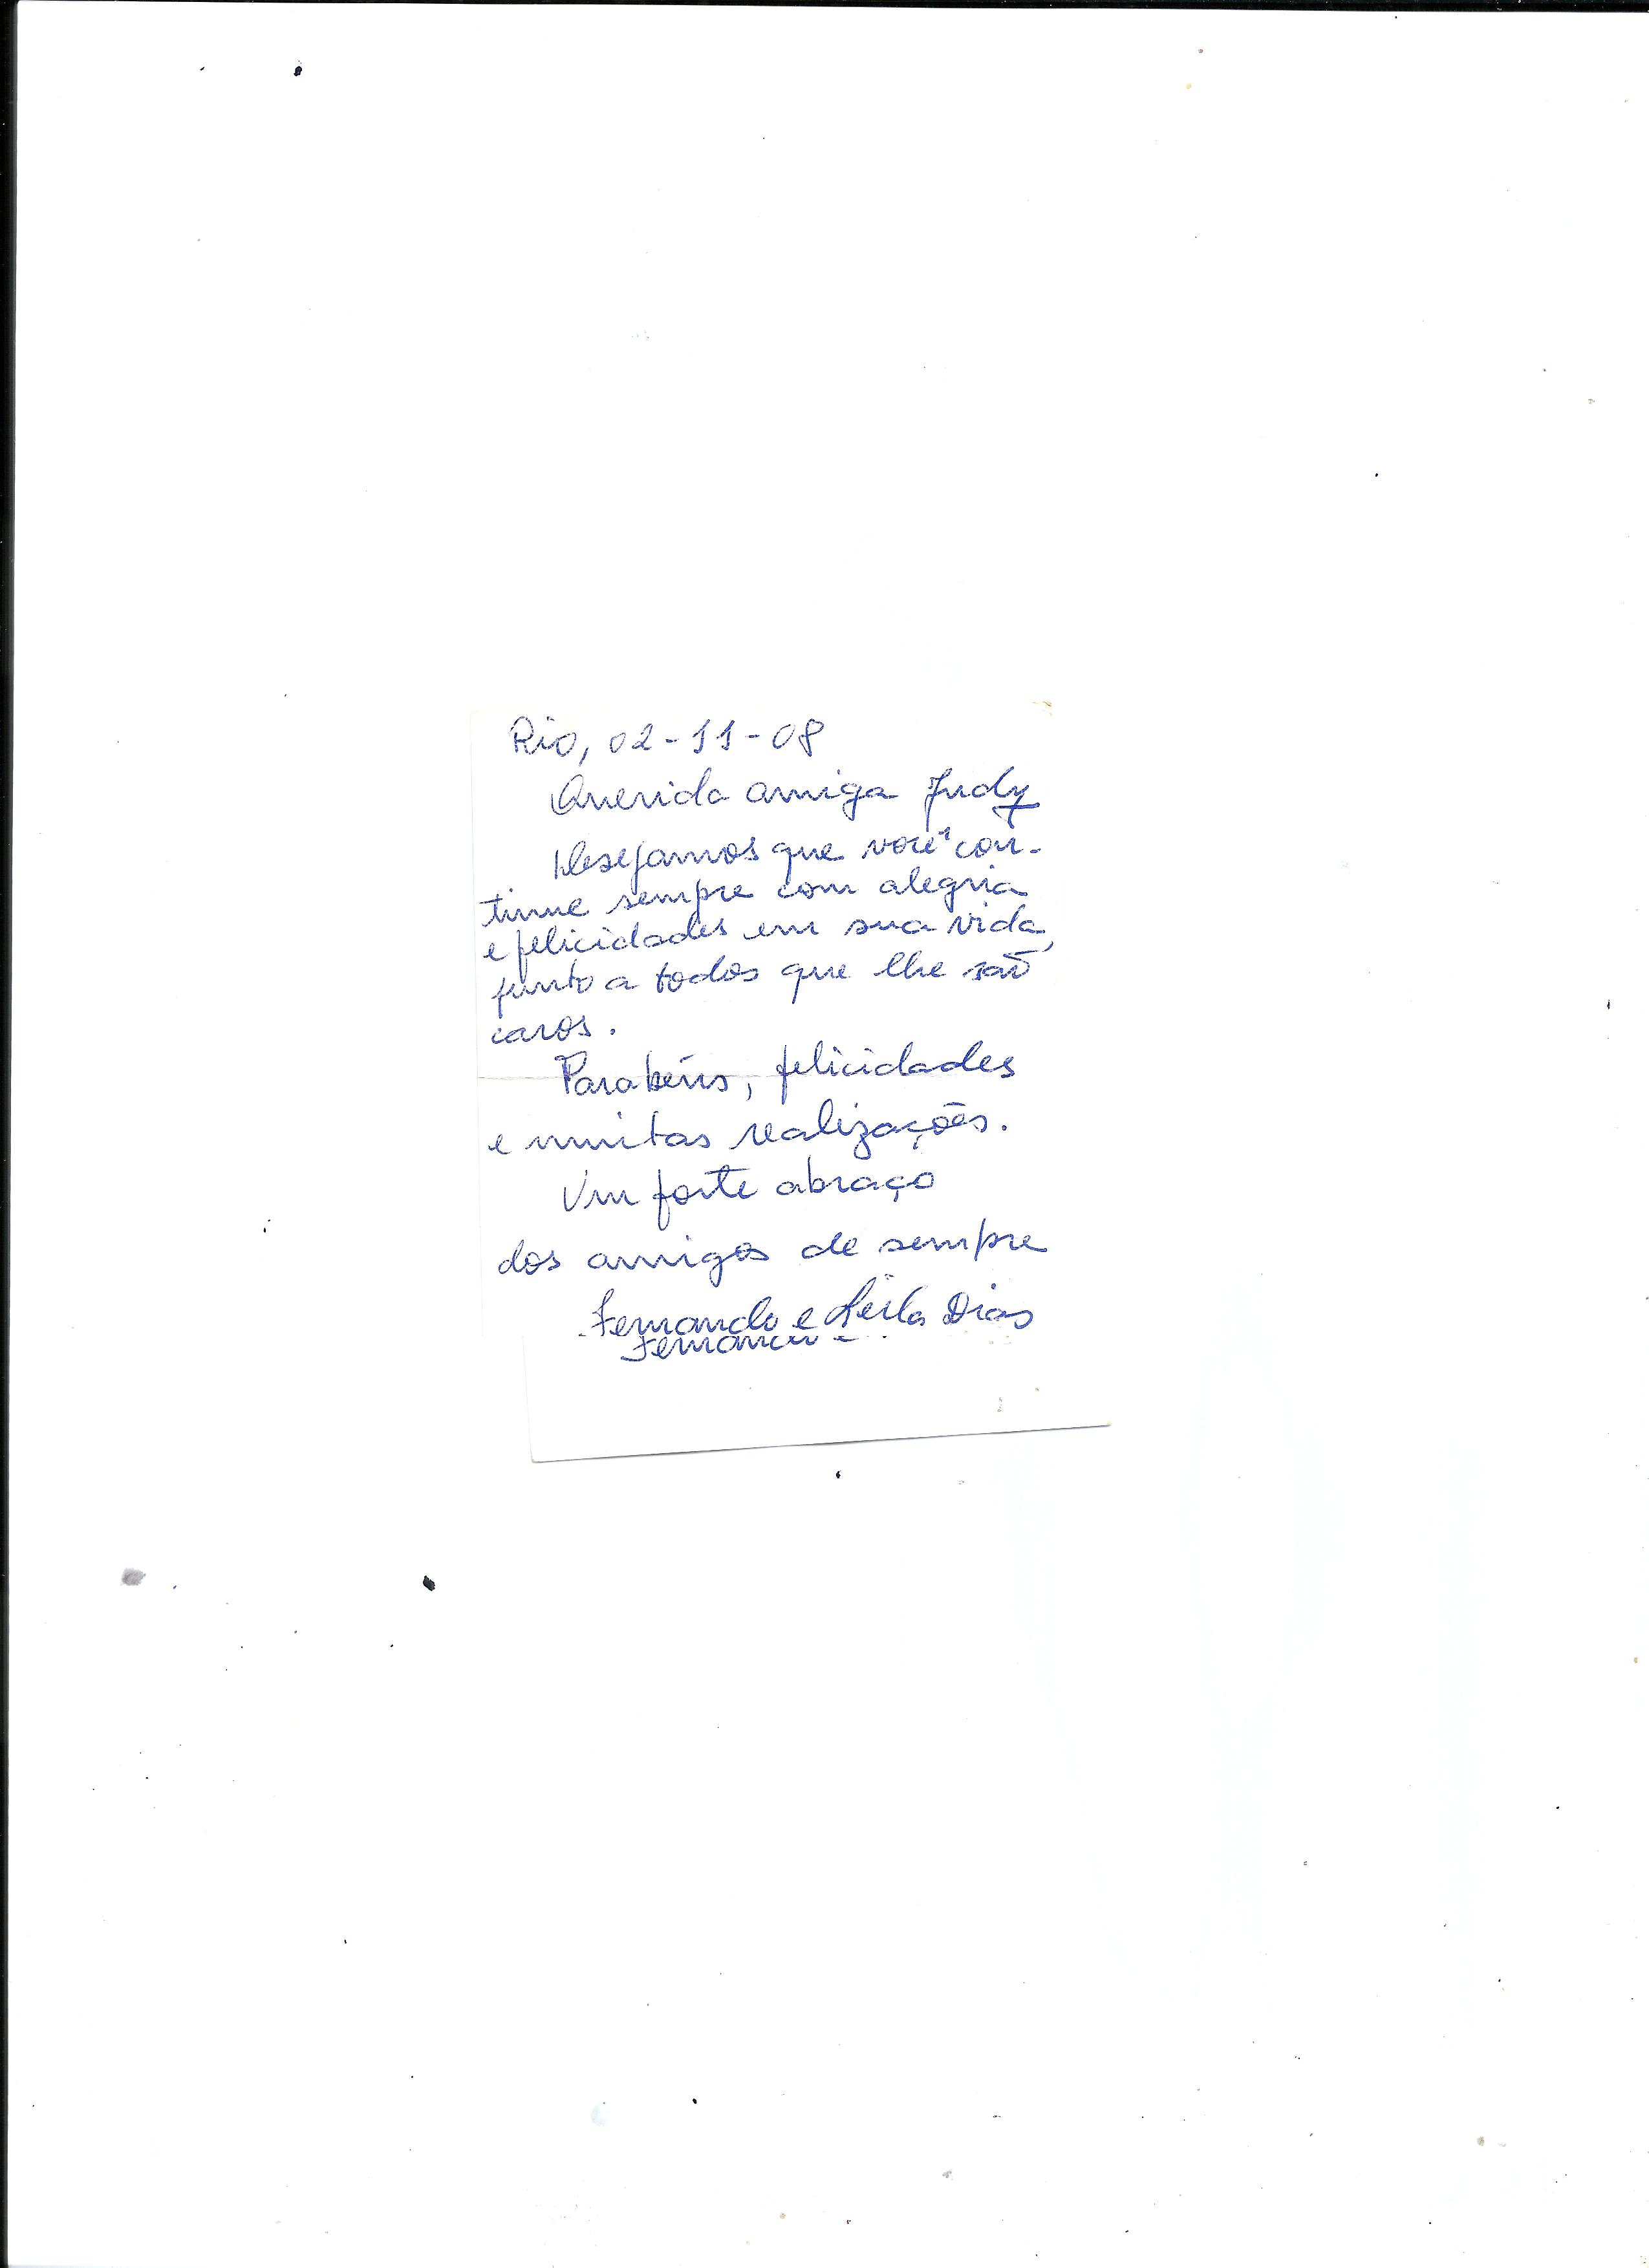 Rio, 02-11-08
Querida amiga Judy
Desejamos que você con-
tinue sempre com alegria
e felicidades em sua vida,
junto a todos que lhe são
caros.
Parabéns, felicidades
e muitas realizações.
Um forte abraço
dos amigos de sempre
Fernando e Leila Dias
Fernando e